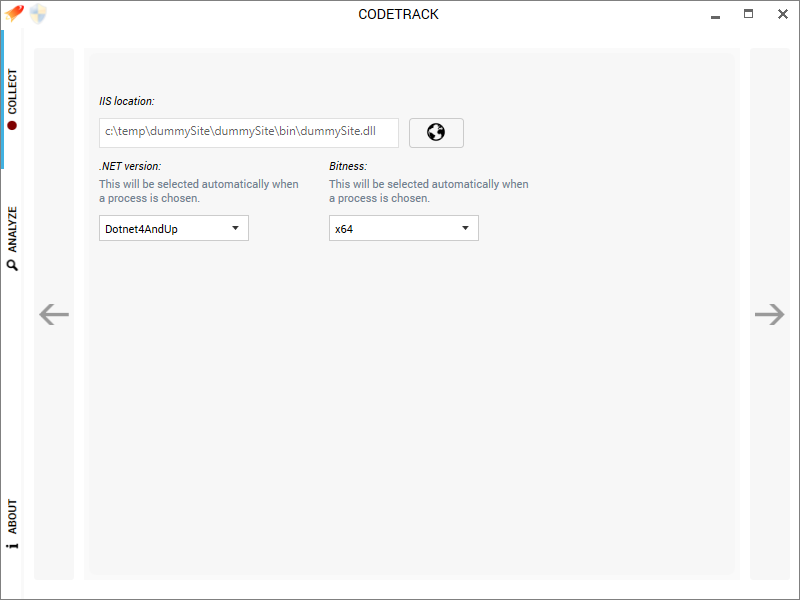 CODETRACK
COLLECT
ANALYZE
ABOUT
IIS location:
c:\temp\dummySite\dummySite\bin\dummySite.dll
.NET version:
This will be selected automatically when
a process is chosen.
Dotnet4AndUp
Bitness:
This will be selected automatically when
a process is chosen.
x64